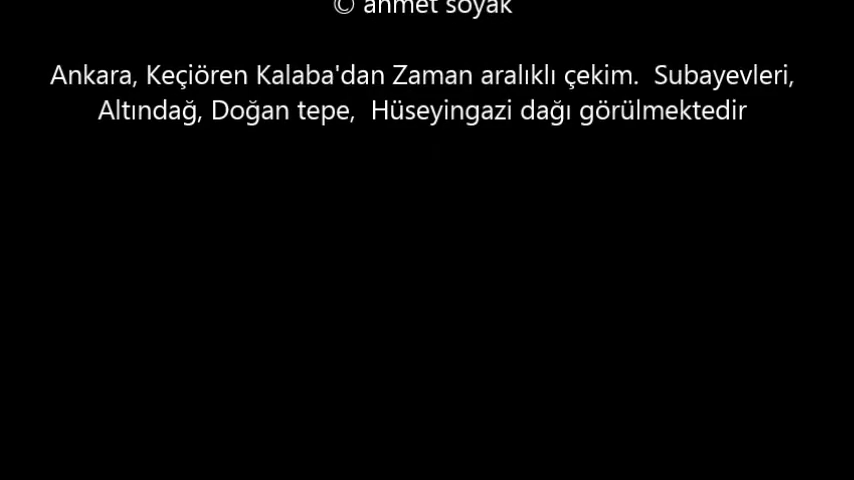 © ahmet soyak
Ankara, Keçiören Kalaba'dan Zaman aralıklı çekim.  Subayevleri,
Altındağ, Doğan tepe,  Hüseyingazi dağı görülmektedir